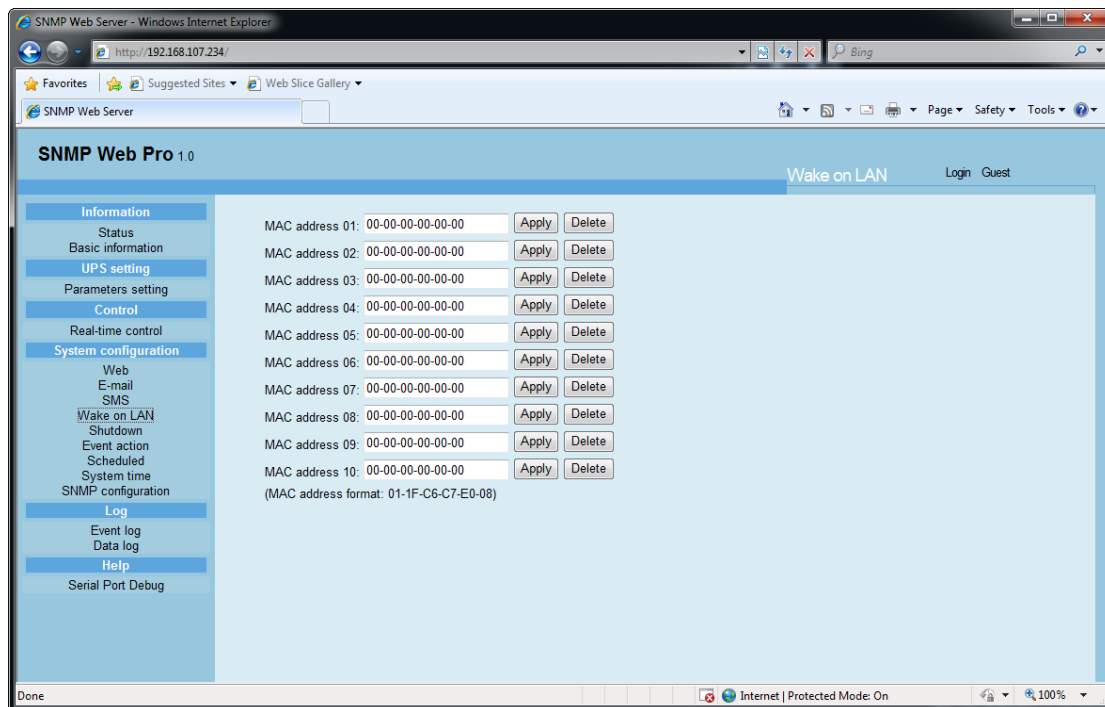 SNMP Web Server - Windows Internet Explorer
http://192.168.107.234/
Bing
Favorites Suggested Sites Web Slice Gallery
SNMP Web Server
Page Safety Tools
SNMP Web Pro 1.0
Wake on LAN Login Guest
Information
Status
Basic information
UPS setting
Parameters setting
Control
Real-time control
System configuration
Web
E-mail
SMS
Wake on LAN
Shutdown
Event action
Scheduled
System time
SNMP configuration
Log
Event log
Data log
Help
Serial Port Debug
MAC address 01: 00-00-00-00-00-00 Apply Delete
MAC address 02: 00-00-00-00-00-00 Apply Delete
MAC address 03: 00-00-00-00-00-00 Apply Delete
MAC address 04: 00-00-00-00-00-00 Apply Delete
MAC address 05: 00-00-00-00-00-00 Apply Delete
MAC address 06: 00-00-00-00-00-00 Apply Delete
MAC address 07: 00-00-00-00-00-00 Apply Delete
MAC address 08: 00-00-00-00-00-00 Apply Delete
MAC address 09: 00-00-00-00-00-00 Apply Delete
MAC address 10: 00-00-00-00-00-00 Apply Delete
(MAC address format: 01-1F-C6-C7-E0-08)
Done Internet | Protected Mode: On 100%